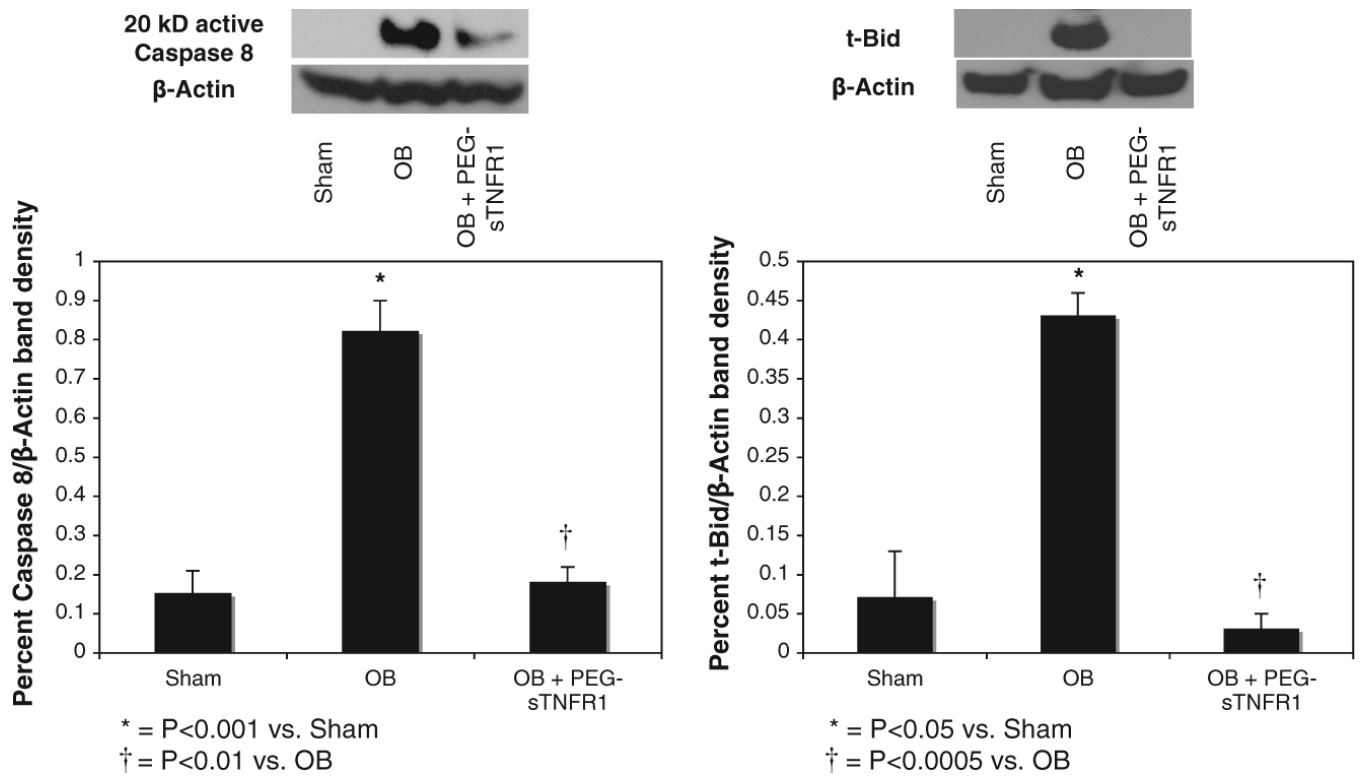 20 kD active
Caspase 8
β-Actin
Sham
OB
OB + PEG-
sTNFR1
Percent Caspase 8/β-Actin band density
1
0.9
0.8
0.7
0.6
0.5
0.4
0.3
0.2
0.1
0
*
†
Sham
OB
OB + PEG-
sTNFR1
* = P<0.001 vs. Sham
† = P<0.01 vs. OB
t-Bid
β-Actin
Sham
OB
OB + PEG-
sTNFR1
Percent t-Bid/β-Actin band density
0.5
0.45
0.4
0.35
0.3
0.25
0.2
0.15
0.1
0.05
0
*
†
Sham
OB
OB + PEG-
sTNFR1
* = P<0.05 vs. Sham
† = P<0.0005 vs. OB